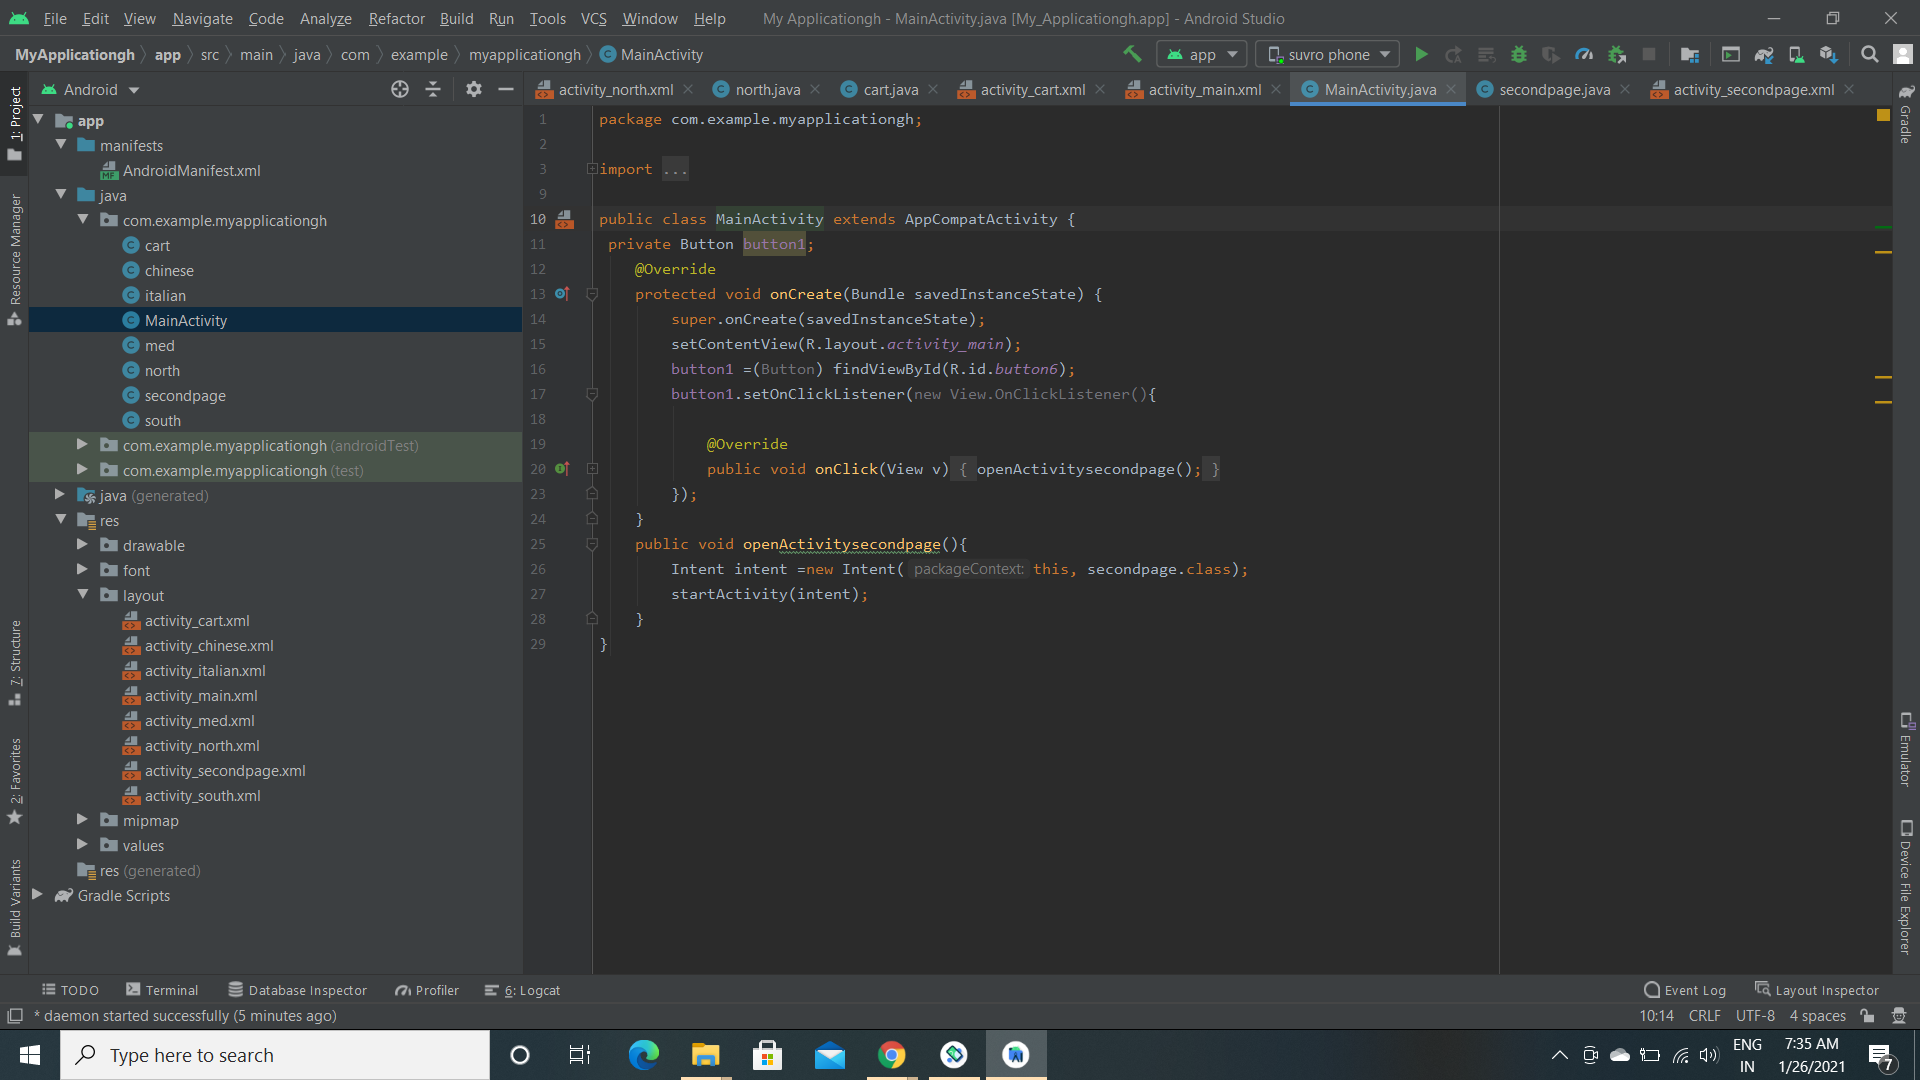 File Edit View Navigate Code Analyze Refactor Build Run Tools VCS Window Help My Applicationgh - MainActivity.java [My_Applicationgh.app] - Android Studio
MyApplicationgh app src main java com example myapplicationgh MainActivity app suvro phone
Android
activity_north.xml north.java cart.java activity_cart.xml activity_main.xml MainActivity.java secondpage.java activity_secondpage.xml
1: Project
Resource Manager
7: Structure
2: Favorites
Build Variants
app
manifests
AndroidManifest.xml
java
com.example.myapplicationgh
cart
chinese
italian
MainActivity
med
north
secondpage
south
com.example.myapplicationgh (androidTest)
com.example.myapplicationgh (test)
java (generated)
res
drawable
font
layout
activity_cart.xml
activity_chinese.xml
activity_italian.xml
activity_main.xml
activity_med.xml
activity_north.xml
activity_secondpage.xml
activity_south.xml
mipmap
values
res (generated)
Gradle Scripts
1 package com.example.myapplicationgh;
2
3 import ...
9
10 public class MainActivity extends AppCompatActivity {
11 private Button button1;
12 @Override
13 protected void onCreate(Bundle savedInstanceState) {
14 super.onCreate(savedInstanceState);
15 setContentView(R.layout.activity_main);
16 button1 =(Button) findViewById(R.id.button6);
17 button1.setOnClickListener(new View.OnClickListener(){
18
19 @Override
20 public void onClick(View v) { openActivitysecondpage(); }
23 });
24 }
25 public void openActivitysecondpage(){
26 Intent intent =new Intent( packageContext: this, secondpage.class);
27 startActivity(intent);
28 }
29 }
Gradle
Emulator
Device File Explorer
TODO Terminal Database Inspector Profiler 6: Logcat Event Log Layout Inspector
* daemon started successfully (5 minutes ago) 10:14 CRLF UTF-8 4 spaces
Type here to search
ENG
IN
7:35 AM
1/26/2021
7